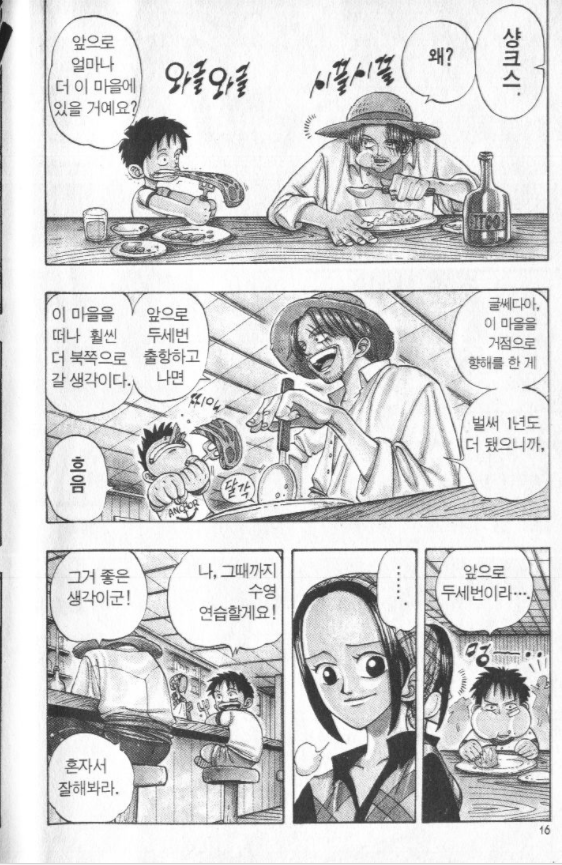 샹크스.
왜?
시끌시끌
와글와글
앞으로
얼마나
더 이 마을에
있을 거예요?
글쎄다아,
이 마을을
거점으로
항해를 한 게
벌써 1년도
더 됐으니까,
앞으로
두세번
출항하고
나면
이 마을을
떠나 훨씬
더 북쪽으로
갈 생각이다.
찌이익
달각
ANCHOR
흐음
앞으로
두세번이라….
……
나, 그때까지
수영
연습할게요!
그거 좋은
생각이군!
혼자서
잘해봐라.
16